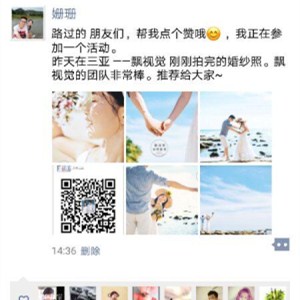 姗珊
路过的 朋友们，帮我点个赞哦😊，我正在参
加一个活动。
昨天在三亚 ——飘视觉 刚刚拍完的婚纱照。飘
视觉的团队非常棒。推荐给大家~
14:36 删除